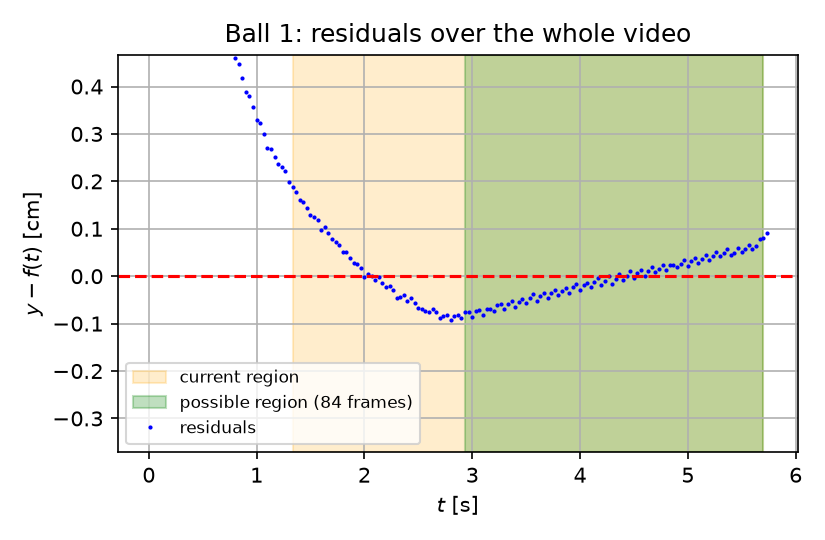 Ball 1: residuals over the whole video
y − f(t) [cm]
0.4
0.3
0.2
0.1
0.0
−0.1
−0.2
−0.3
current region
possible region (84 frames)
residuals
0 1 2 3 4 5 6
t [s]